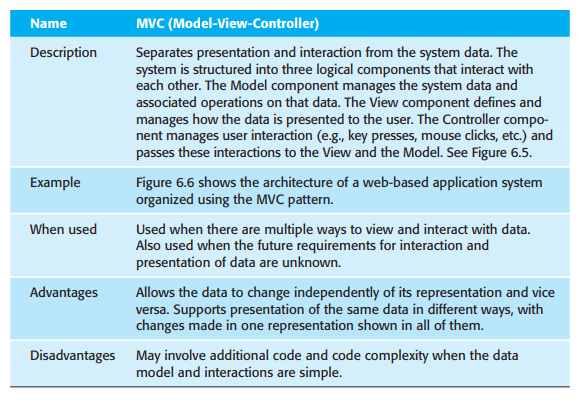 Name MVC (Model-View-Controller)
Description Separates presentation and interaction from the system data. The
system is structured into three logical components that interact with
each other. The Model component manages the system data and
associated operations on that data. The View component defines and
manages how the data is presented to the user. The Controller compo-
nent manages user interaction (e.g., key presses, mouse clicks, etc.) and
passes these interactions to the View and the Model. See Figure 6.5.
Example Figure 6.6 shows the architecture of a web-based application system
organized using the MVC pattern.
When used Used when there are multiple ways to view and interact with data.
Also used when the future requirements for interaction and
presentation of data are unknown.
Advantages Allows the data to change independently of its representation and vice
versa. Supports presentation of the same data in different ways, with
changes made in one representation shown in all of them.
Disadvantages May involve additional code and code complexity when the data
model and interactions are simple.